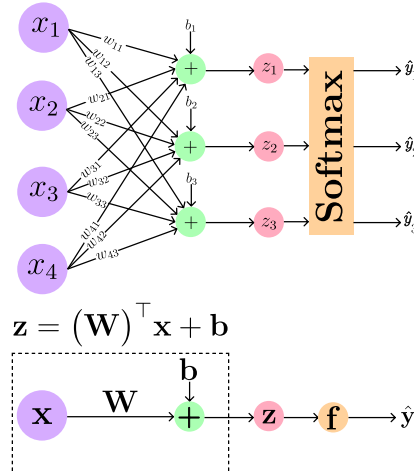 x₁
w₁₁
w₁₂
w₁₃
b₁
+
z₁
ŷ
x₂
w₂₁
w₂₂
w₂₃
b₂
+
z₂
ŷ
Softmax
x₃
w₃₁
w₃₂
w₃₃
b₃
+
z₃
ŷ
x₄
w₄₁
w₄₂
w₄₃
z = (W)ᵀx + b
b
x W + z f ŷ